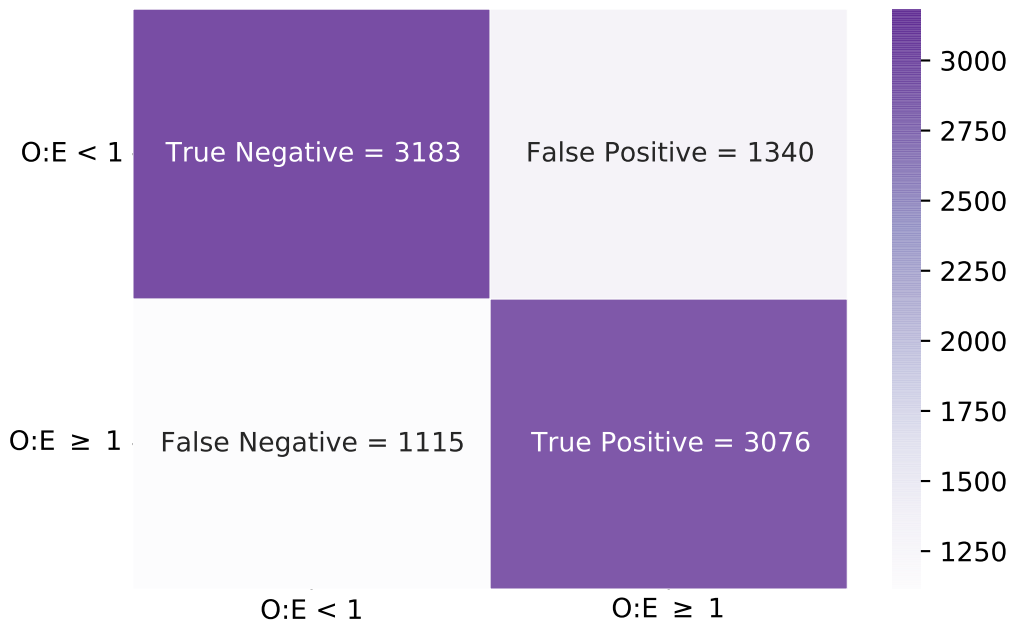 O:E < 1
True Negative = 3183
False Positive = 1340
O:E ≥ 1
False Negative = 1115
True Positive = 3076
O:E < 1
O:E ≥ 1
3000
2750
2500
2250
2000
1750
1500
1250